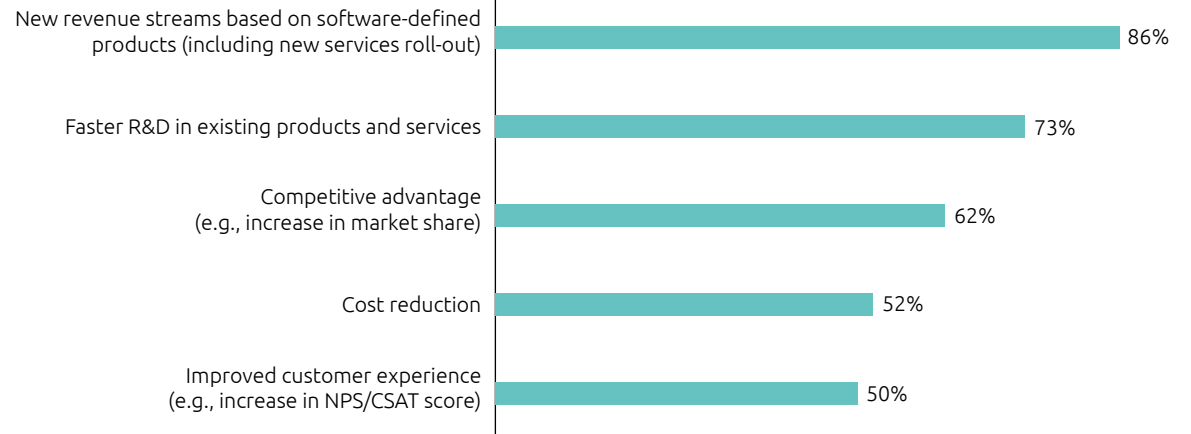 New revenue streams based on software-defined
products (including new services roll-out)
86%
Faster R&D in existing products and services
73%
Competitive advantage
(e.g., increase in market share)
62%
Cost reduction
52%
Improved customer experience
(e.g., increase in NPS/CSAT score)
50%